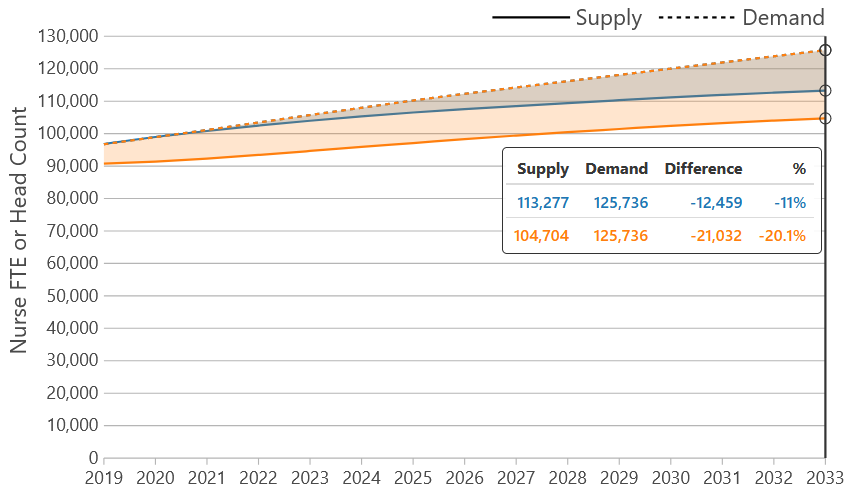 Supply Demand
130,000
120,000
110,000
100,000
90,000
80,000
70,000
60,000
50,000
40,000
30,000
20,000
10,000
0
Nurse FTE or Head Count
Supply Demand Difference %
113,277 125,736 -12,459 -11%
104,704 125,736 -21,032 -20.1%
2019 2020 2021 2022 2023 2024 2025 2026 2027 2028 2029 2030 2031 2032 2033